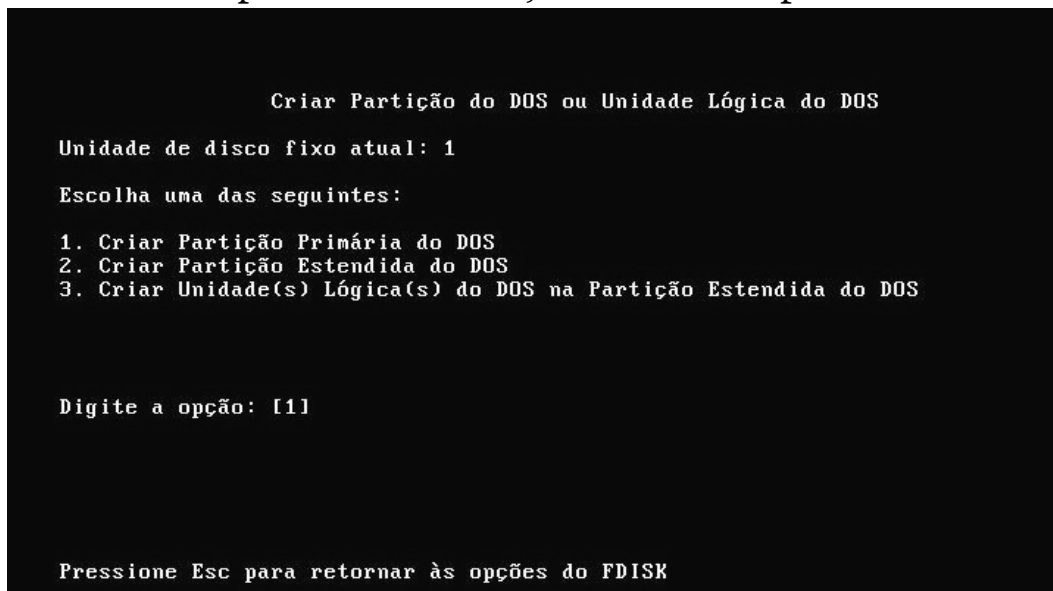 Criar Partição do DOS ou Unidade Lógica do DOS
Unidade de disco fixo atual: 1
Escolha uma das seguintes:
1. Criar Partição Primária do DOS
2. Criar Partição Estendida do DOS
3. Criar Unidade(s) Lógica(s) do DOS na Partição Estendida do DOS
Digite a opção: [1]
Pressione Esc para retornar às opções do FDISK